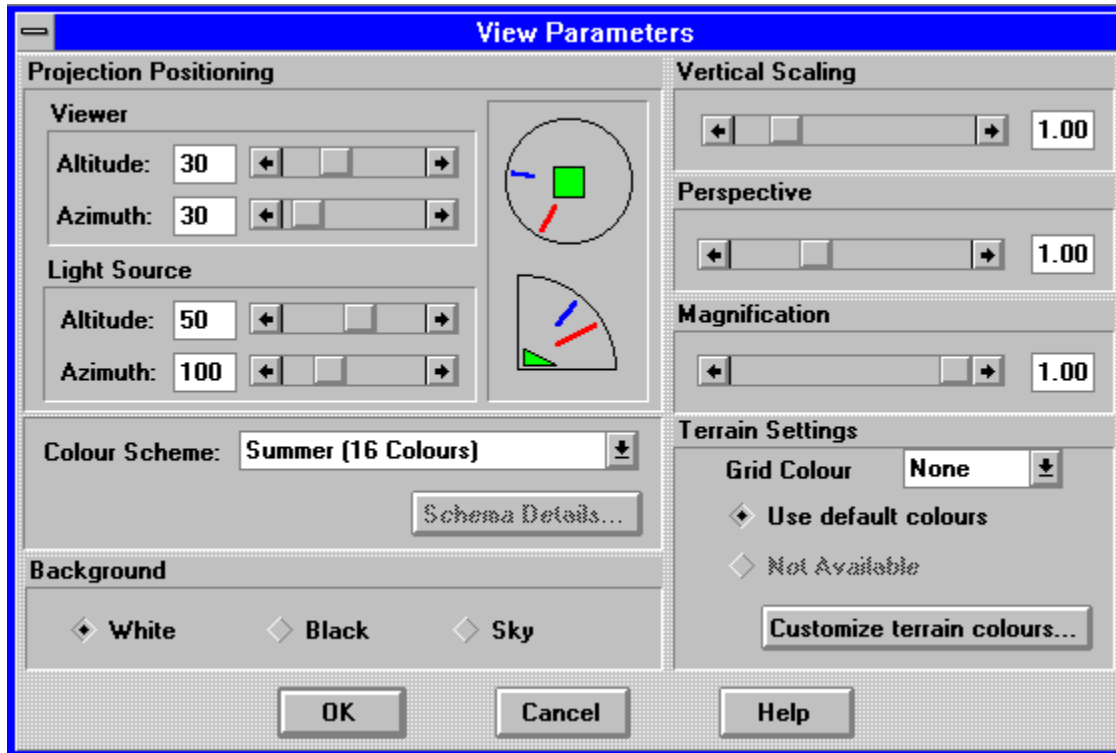 View Parameters
Projection Positioning
Viewer
Altitude: 30
Azimuth: 30
Light Source
Altitude: 50
Azimuth: 100
Colour Scheme: Summer (16 Colours)
Schema Details...
Background
White Black Sky
Vertical Scaling
1.00
Perspective
1.00
Magnification
1.00
Terrain Settings
Grid Colour None
Use default colours
Not Available
Customize terrain colours...
OK Cancel Help